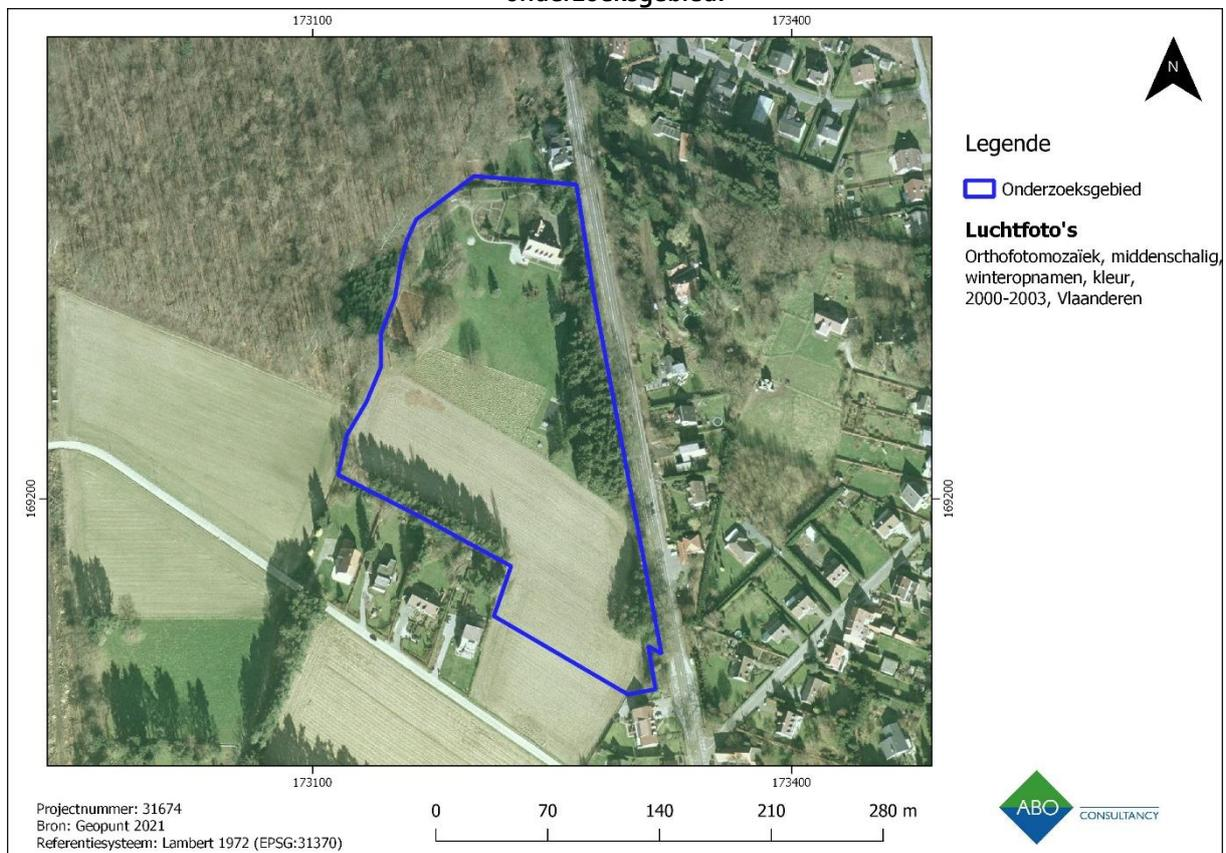 onderzoeksgebied.
173100
173400
N
Legende
Onderzoeksgebied
Luchtfoto's
Orthofotomozaïek, middenschalig,
winteropnamen, kleur,
2000-2003, Vlaanderen
169200
169200
173100
173400
Projectnummer: 31674
Bron: Geopunt 2021
Referentiesysteem: Lambert 1972 (EPSG:31370)
0 70 140 210 280 m
ABO CONSULTANCY